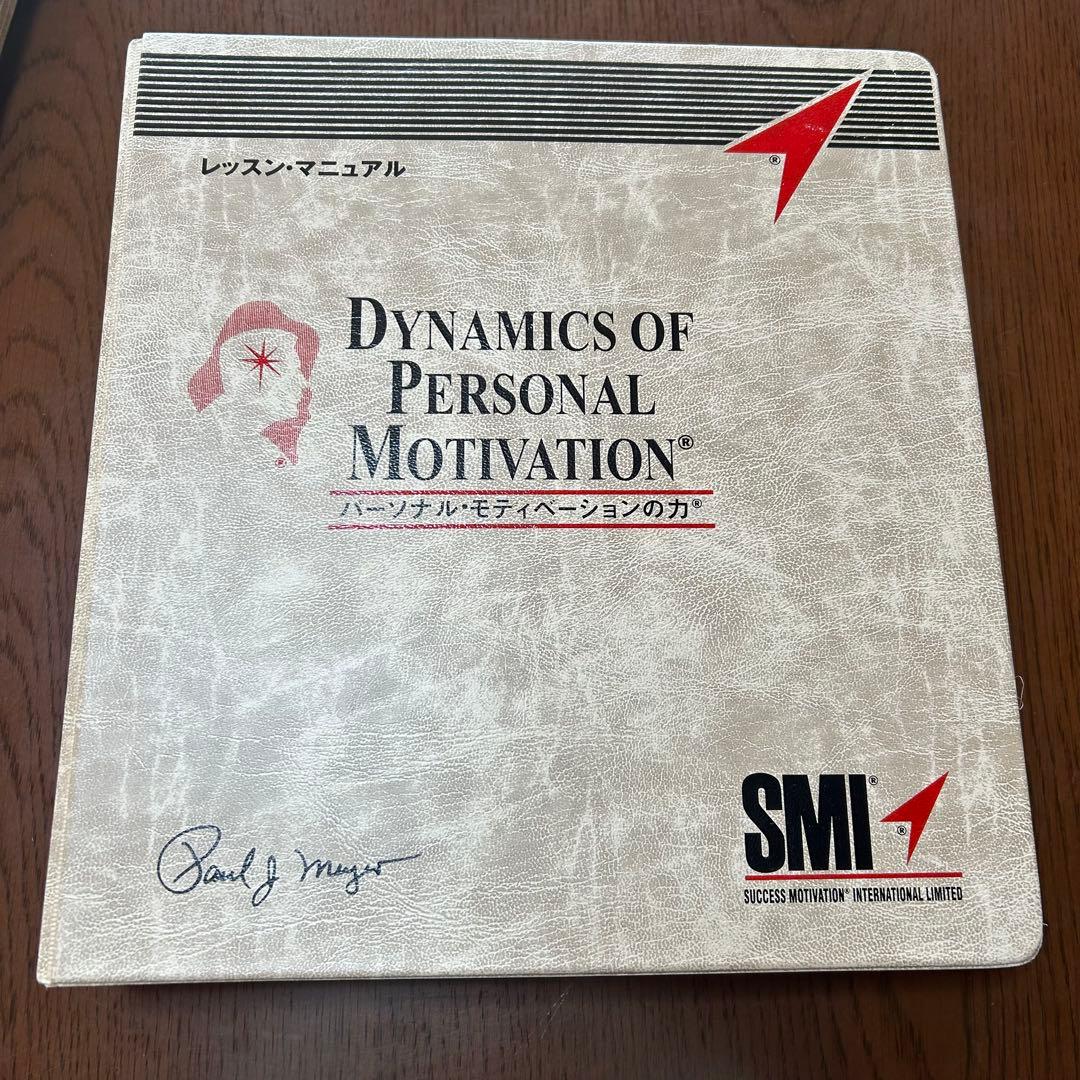 レッスン・マニュアル
DYNAMICS OF
PERSONAL
MOTIVATION®
パーソナル・モティベーションの力®
Paul J Meyer
SMI®
SUCCESS MOTIVATION® INTERNATIONAL LIMITED